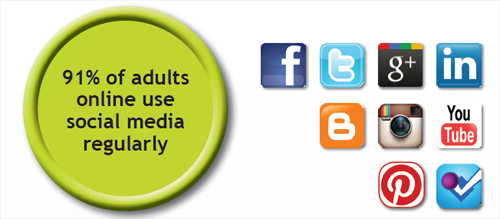 91% of adults
online use
social media
regularly
f
t
g+
in
B
You
Tube
P